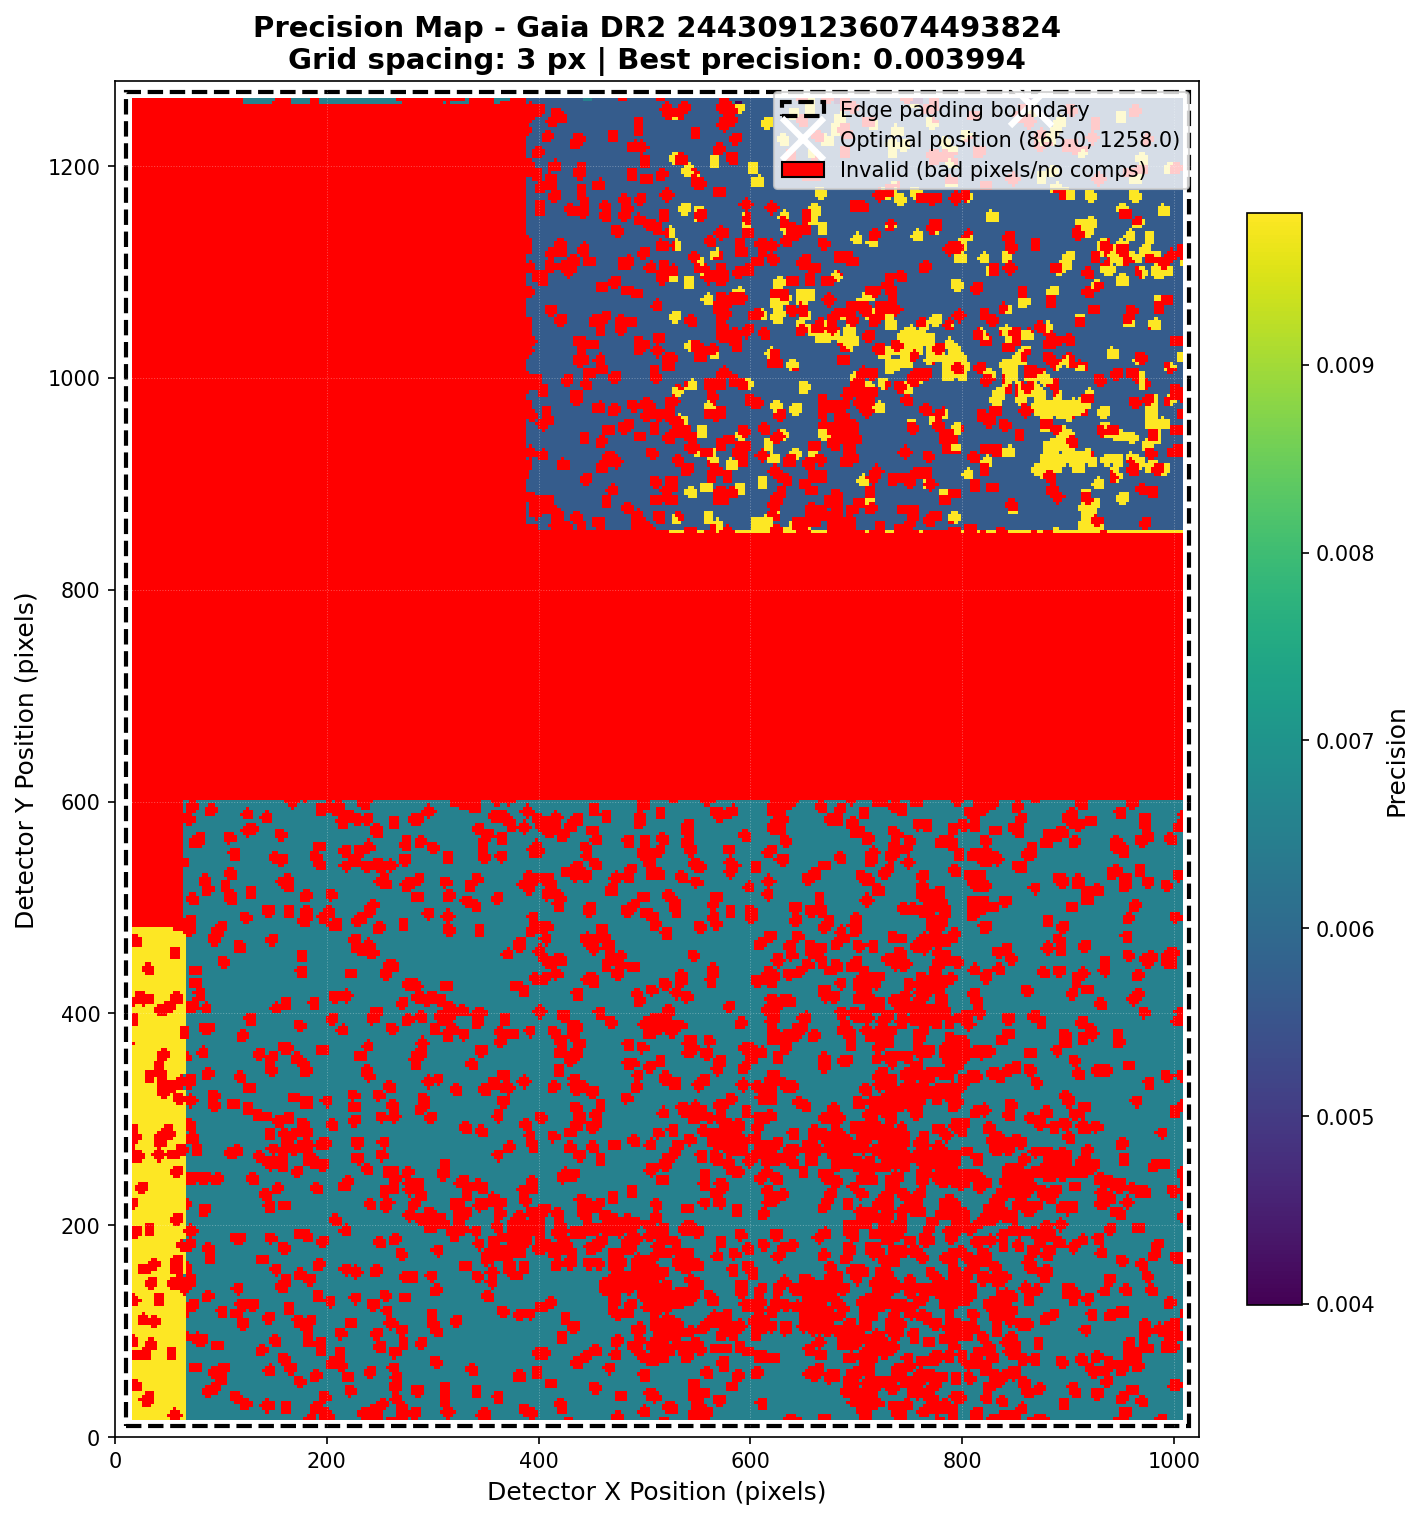 Precision Map - Gaia DR2 2443091236074493824
Grid spacing: 3 px | Best precision: 0.003994
Edge padding boundary
Optimal position (865.0, 1258.0)
Invalid (bad pixels/no comps)
Detector Y Position (pixels)
1200
1000
800
600
400
200
0
0
200
400
600
800
1000
Detector X Position (pixels)
0.009
0.008
0.007
0.006
0.005
0.004
Precision